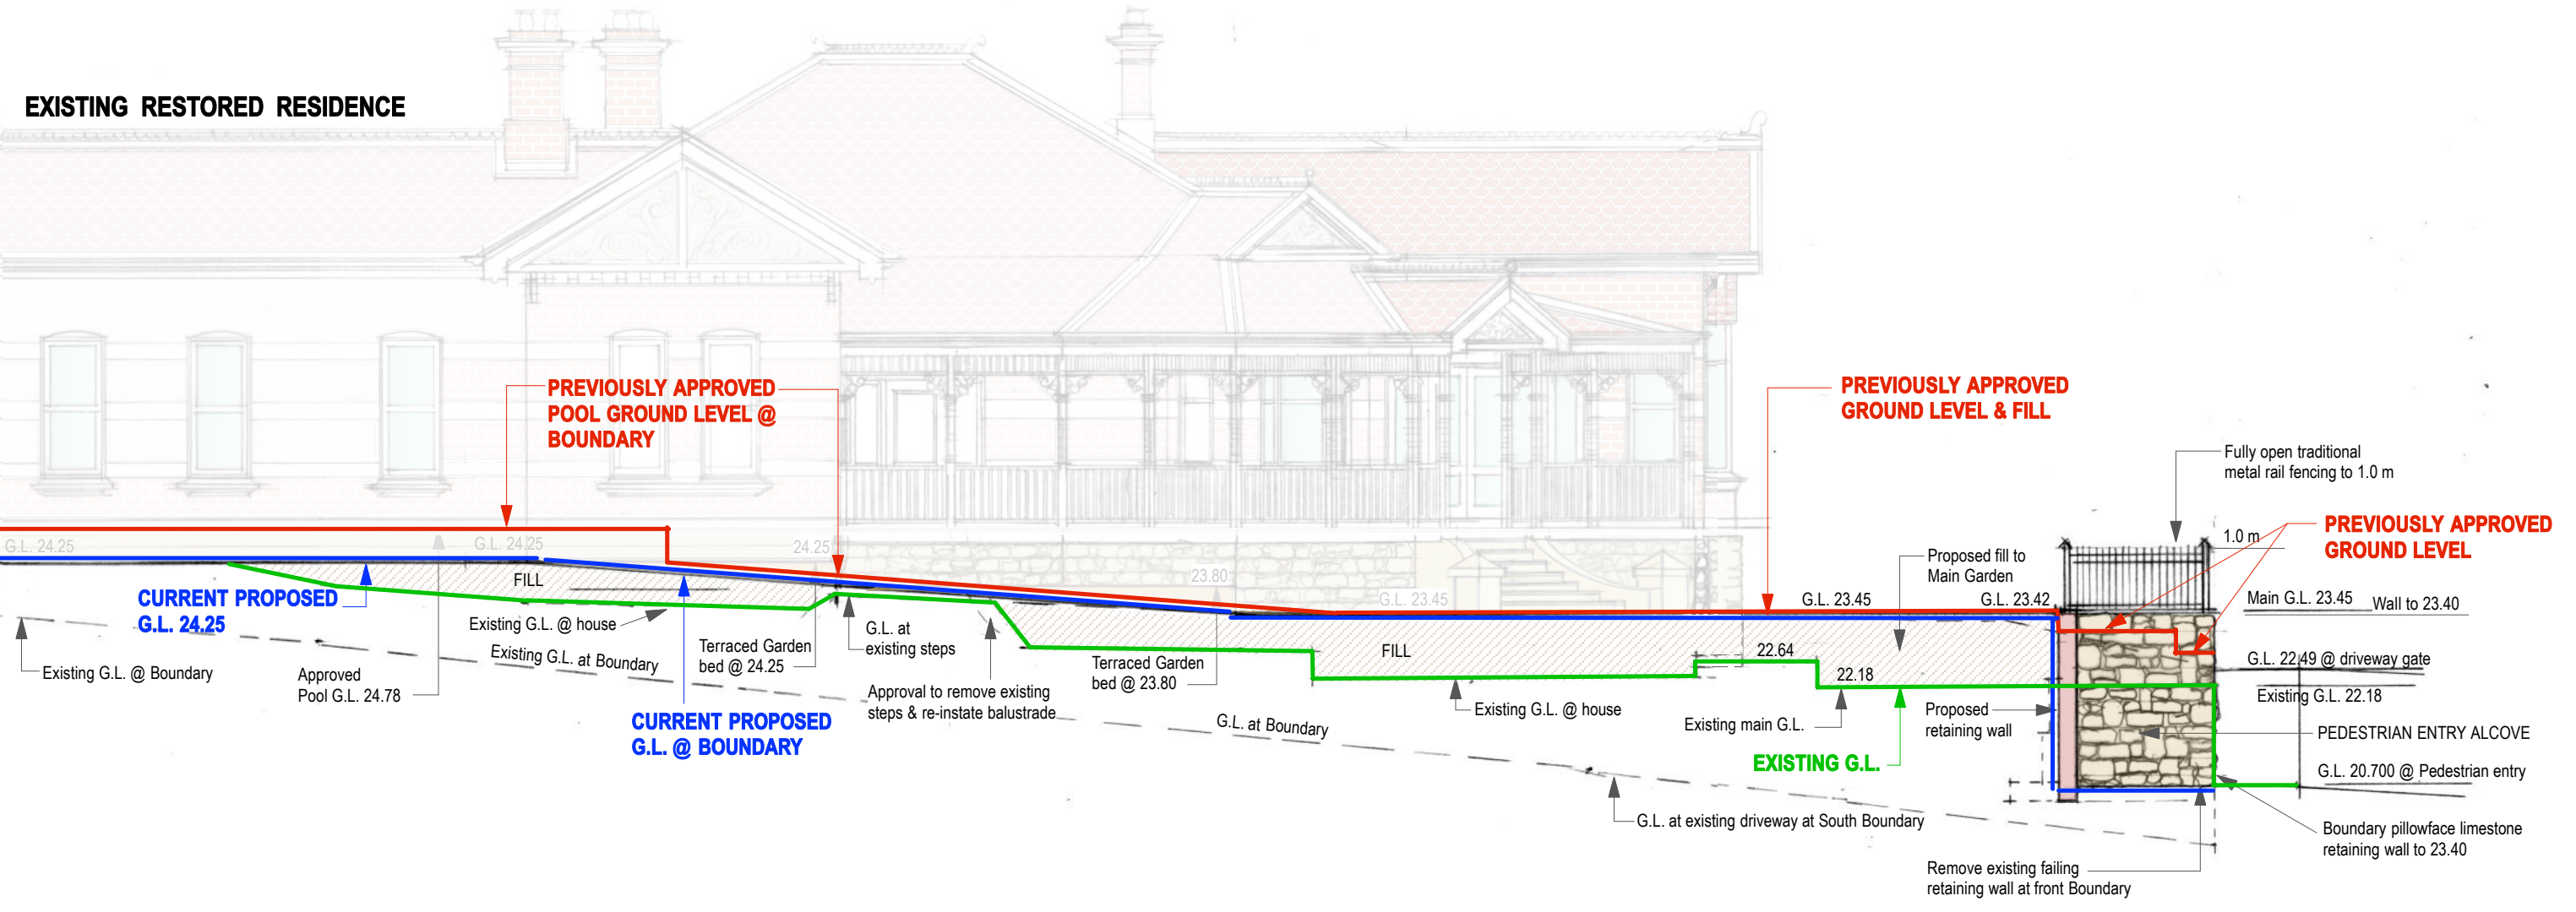 EXISTING RESTORED RESIDENCE
PREVIOUSLY APPROVED
POOL GROUND LEVEL @
BOUNDARY
PREVIOUSLY APPROVED
GROUND LEVEL & FILL
Fully open traditional
metal rail fencing to 1.0 m
PREVIOUSLY APPROVED
GROUND LEVEL
1.0 m
G.L. 24.25
G.L. 24.25
24.25
23.80
G.L. 23.45
Proposed fill to
Main Garden
G.L. 23.45
G.L. 23.42
Main G.L. 23.45
Wall to 23.40
FILL
CURRENT PROPOSED
G.L. 24.25
Existing G.L. @ house
Existing G.L. @ Boundary
Approved
Pool G.L. 24.78
Existing G.L. at Boundary
Terraced Garden
bed @ 24.25
G.L. at
existing steps
Approval to remove existing
steps & re-instate balustrade
CURRENT PROPOSED
G.L. @ BOUNDARY
Terraced Garden
bed @ 23.80
G.L. at Boundary
FILL
22.64
22.18
Existing G.L. @ house
Existing main G.L.
EXISTING G.L.
Proposed
retaining wall
G.L. 22.49 @ driveway gate
Existing G.L. 22.18
PEDESTRIAN ENTRY ALCOVE
G.L. 20.700 @ Pedestrian entry
G.L. at existing driveway at South Boundary
Boundary pillowface limestone
retaining wall to 23.40
Remove existing failing
retaining wall at front Boundary